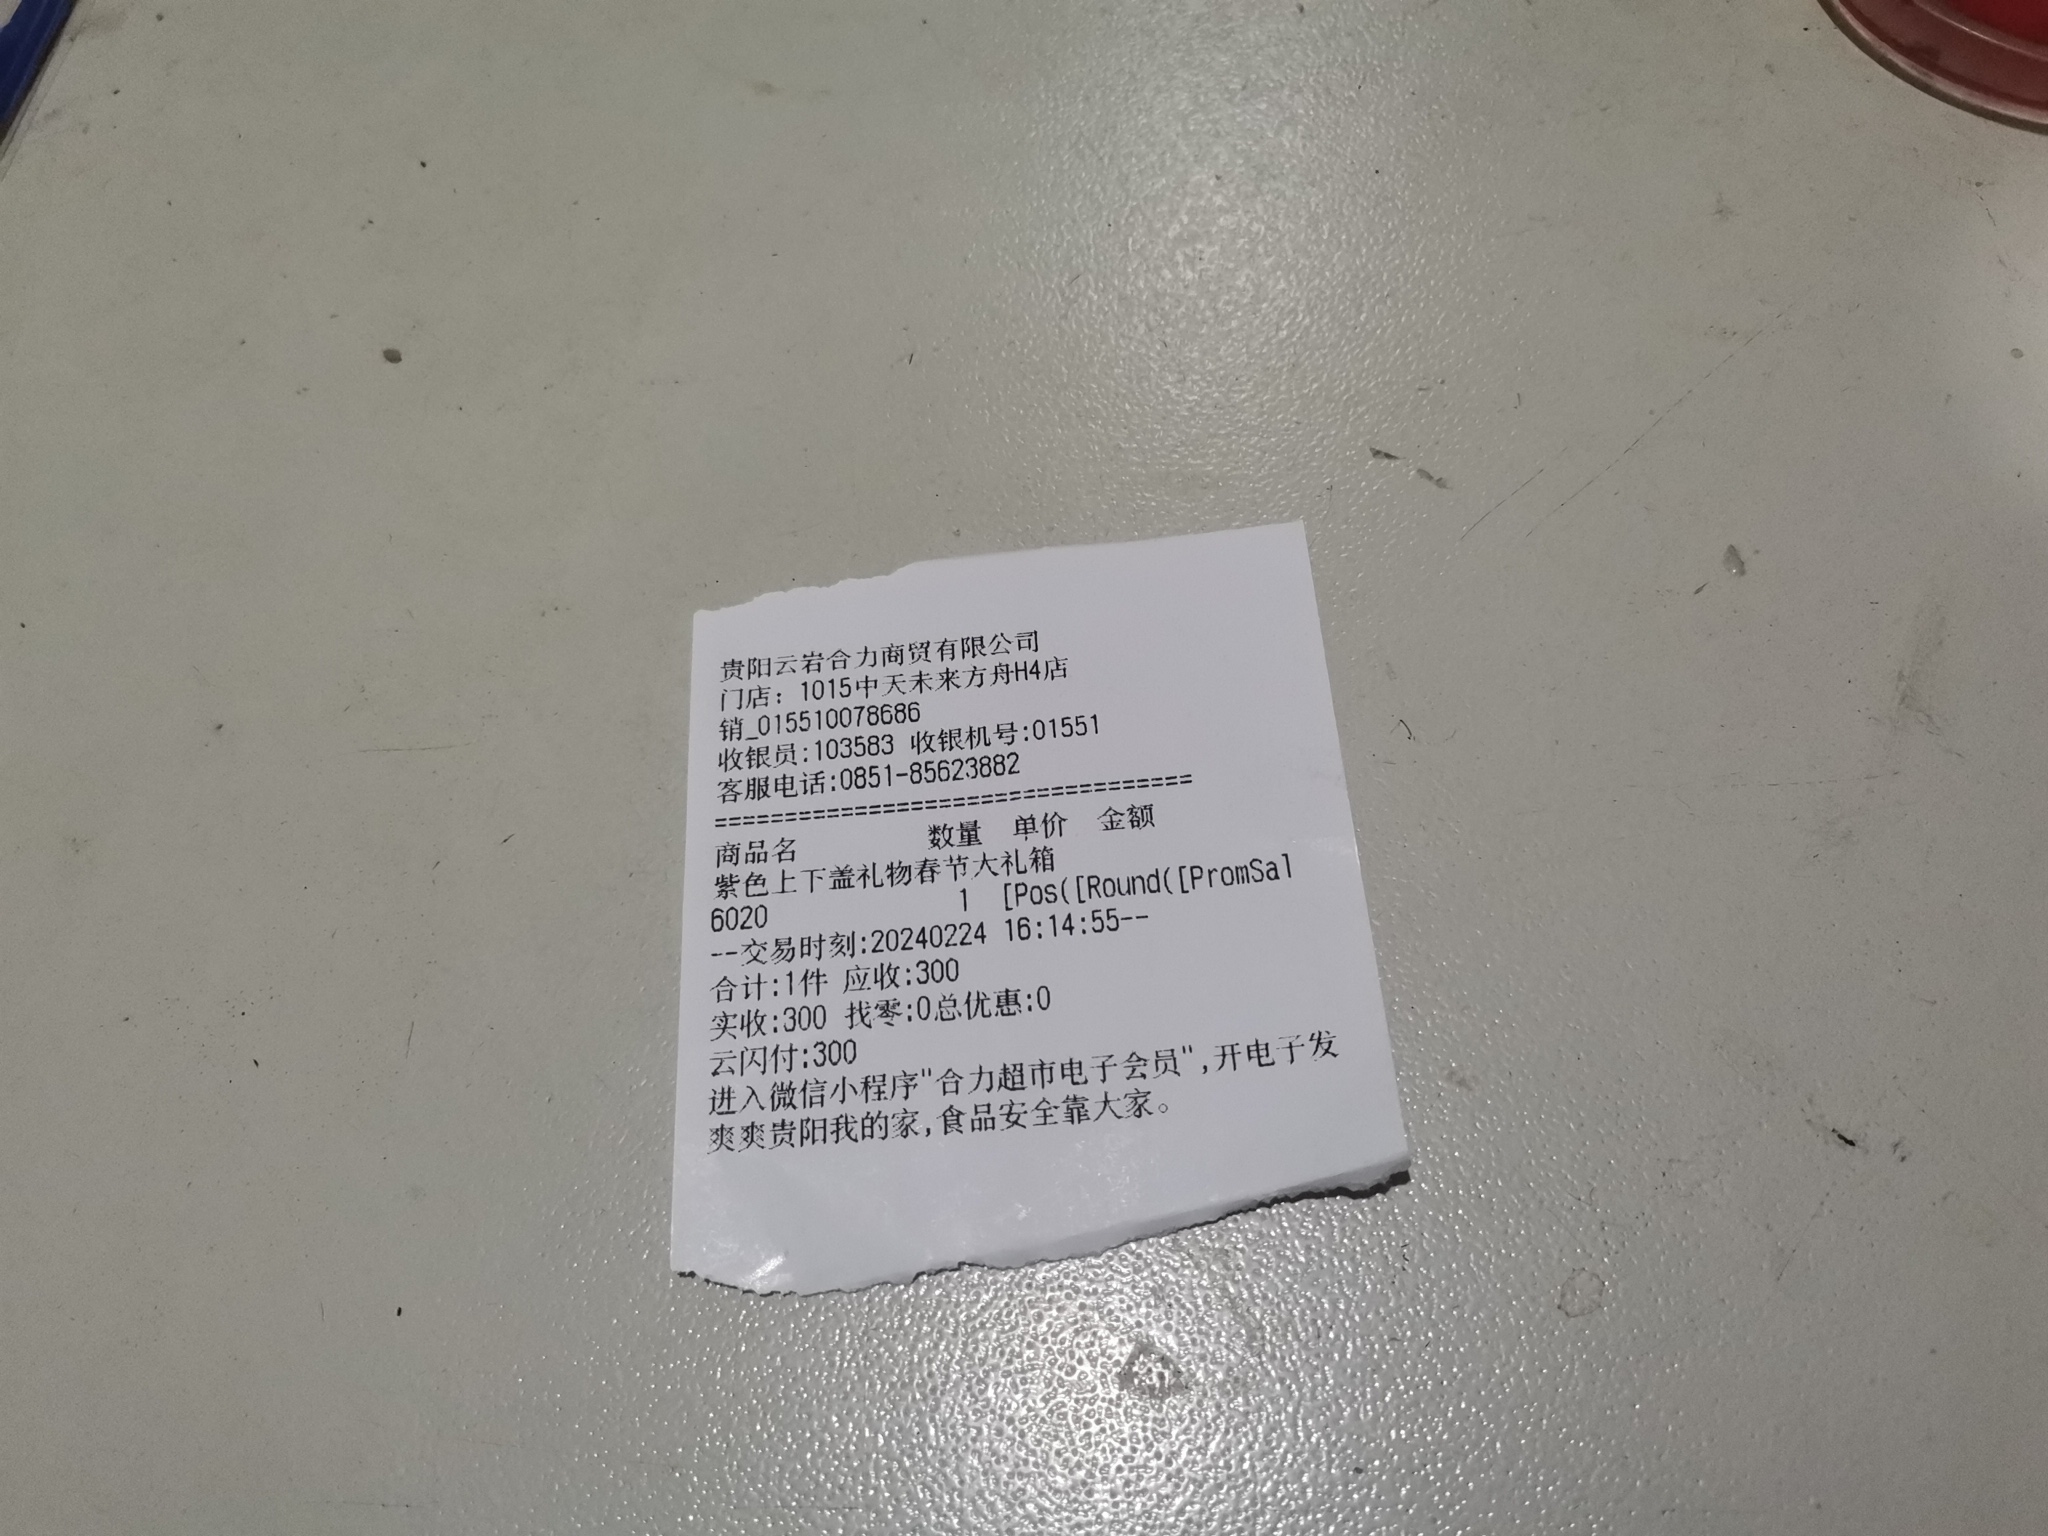 贵阳云岩合力商贸有限公司
门店：1015中天未来方舟H4店
销_015510078686
收银员:103583 收银机号:01551
客服电话:0851-85623882
==================================
商品名 数量 单价 金额
紫色上下盖礼物春节大礼箱
6020 1 [Pos([Round([PromSal
--交易时刻:20240224 16:14:55--
合计:1件 应收:300
实收:300 找零:0总优惠:0
云闪付:300
进入微信小程序"合力超市电子会员",开电子发
爽爽贵阳我的家,食品安全靠大家。